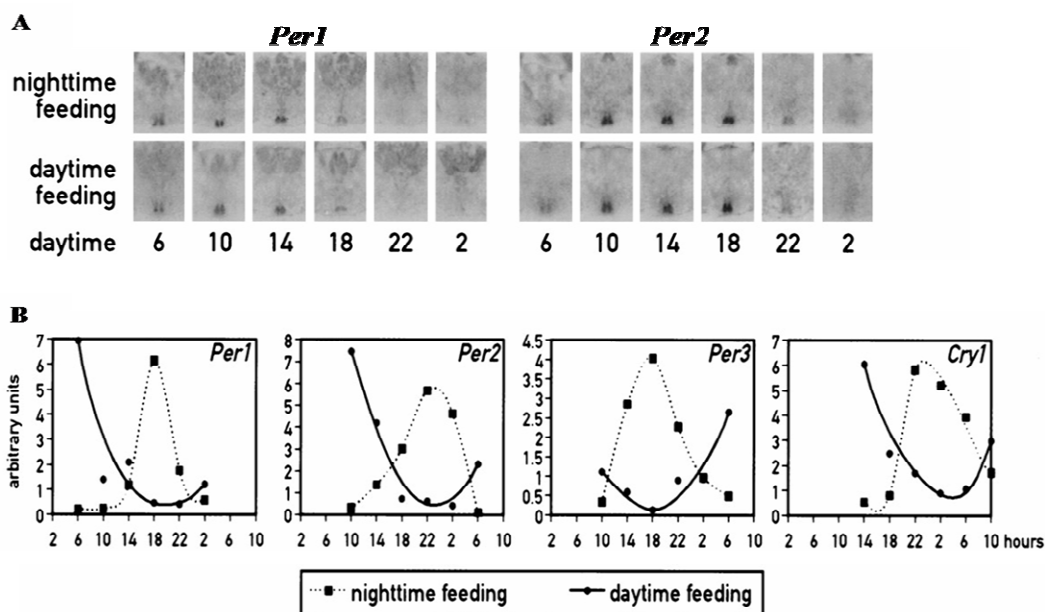 A
Per1 Per2
nighttime
feeding
daytime
feeding
daytime 6 10 14 18 22 2 6 10 14 18 22 2
B
arbitrary units
7 6 5 4 3 2 1 0
Per1
2 6 10 14 18 22 2 6 10
8 7 6 5 4 3 2 1 0
Per2
2 6 10 14 18 22 2 6 10
4.5 4 3.5 3 2.5 2 1.5 1 0.5 0
Per3
2 6 10 14 18 22 2 6 10
7 6 5 4 3 2 1 0
Cry1
2 6 10 14 18 22 2 6 10 hours
nighttime feeding daytime feeding